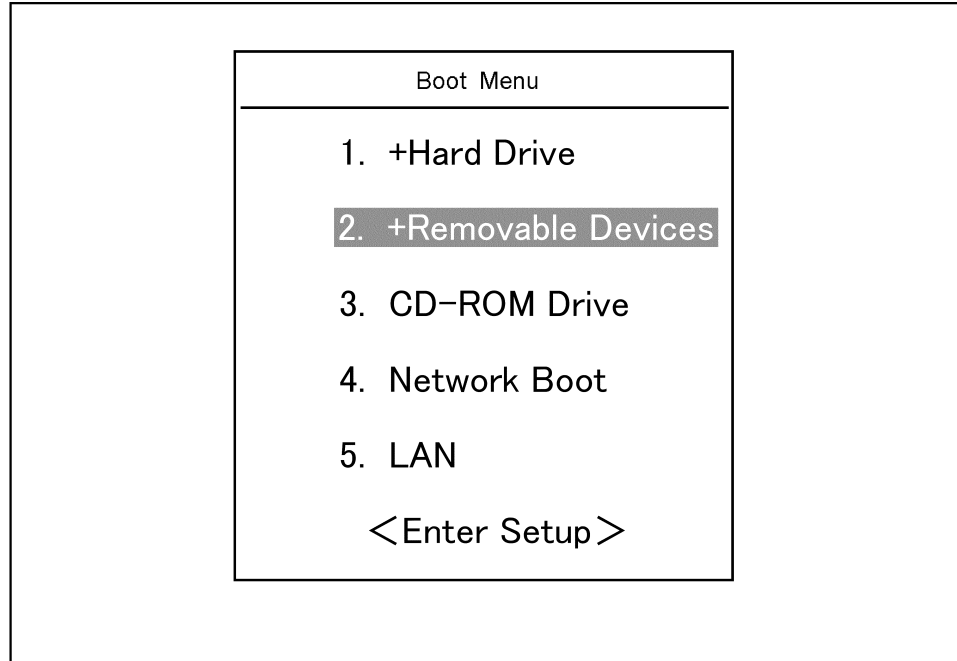 Boot Menu
1. +Hard Drive
2. +Removable Devices
3. CD-ROM Drive
4. Network Boot
5. LAN
<Enter Setup>